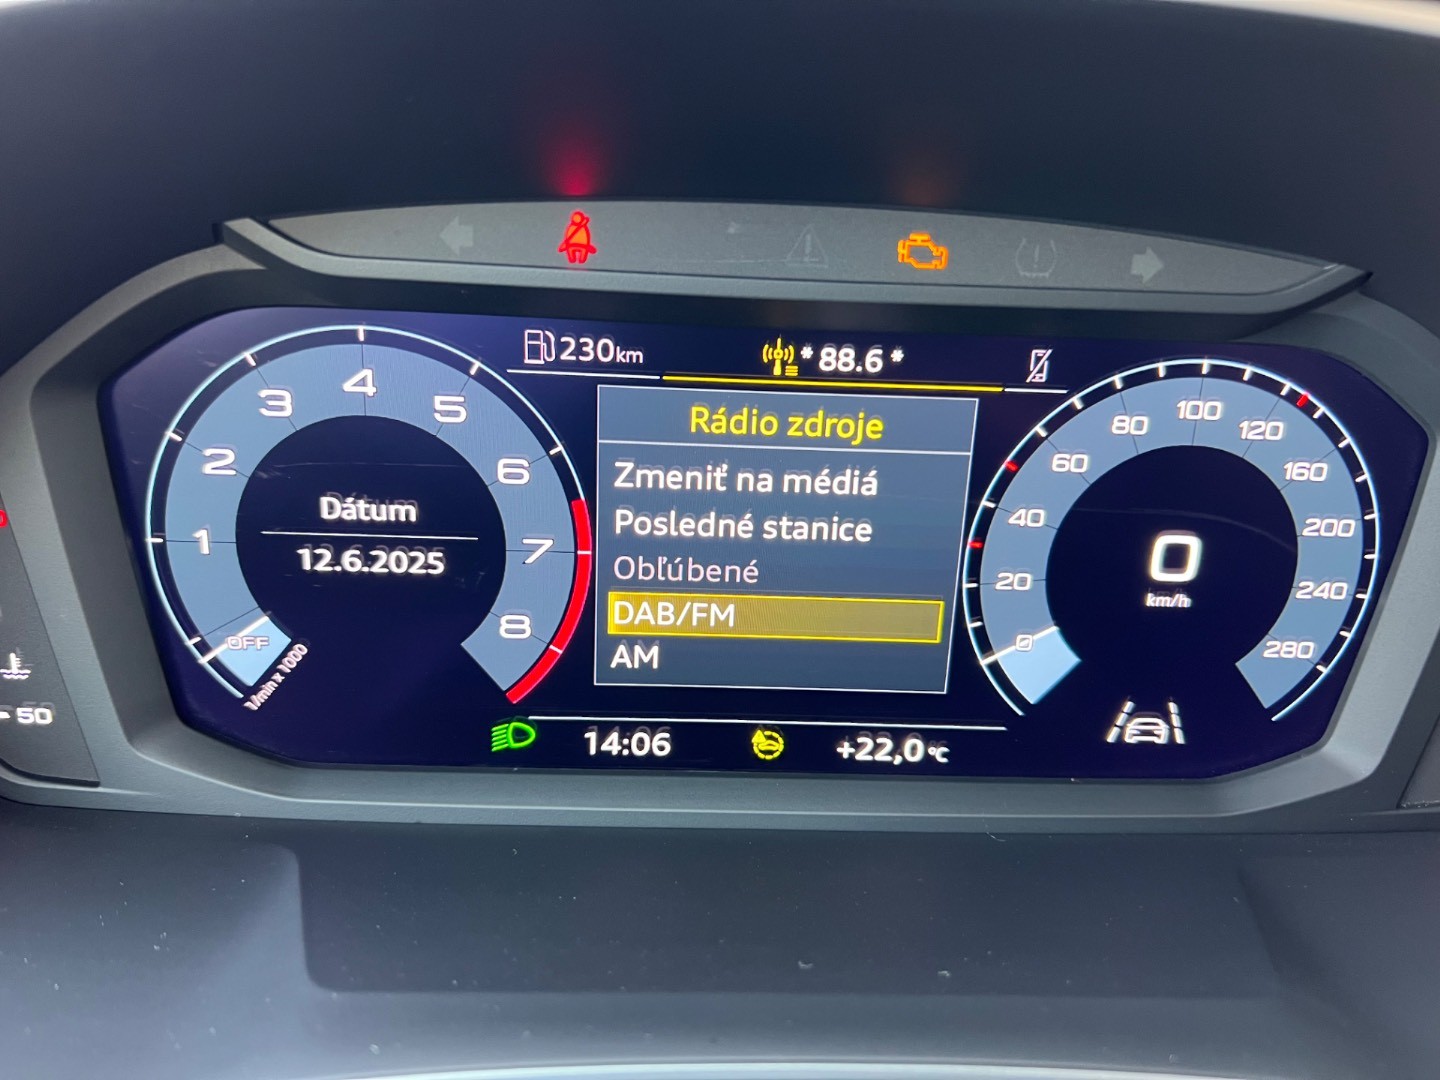 230km
* 88.6 *
Rádio zdroje
Zmeniť na médiá
Posledné stanice
Obľúbené
DAB/FM
AM
OFF
1
2
3
4
5
6
7
8
1/min x 1000
Dátum
12.6.2025
0
20
40
60
80
100
120
160
200
240
280
0
km/h
14:06
+22,0°C
50